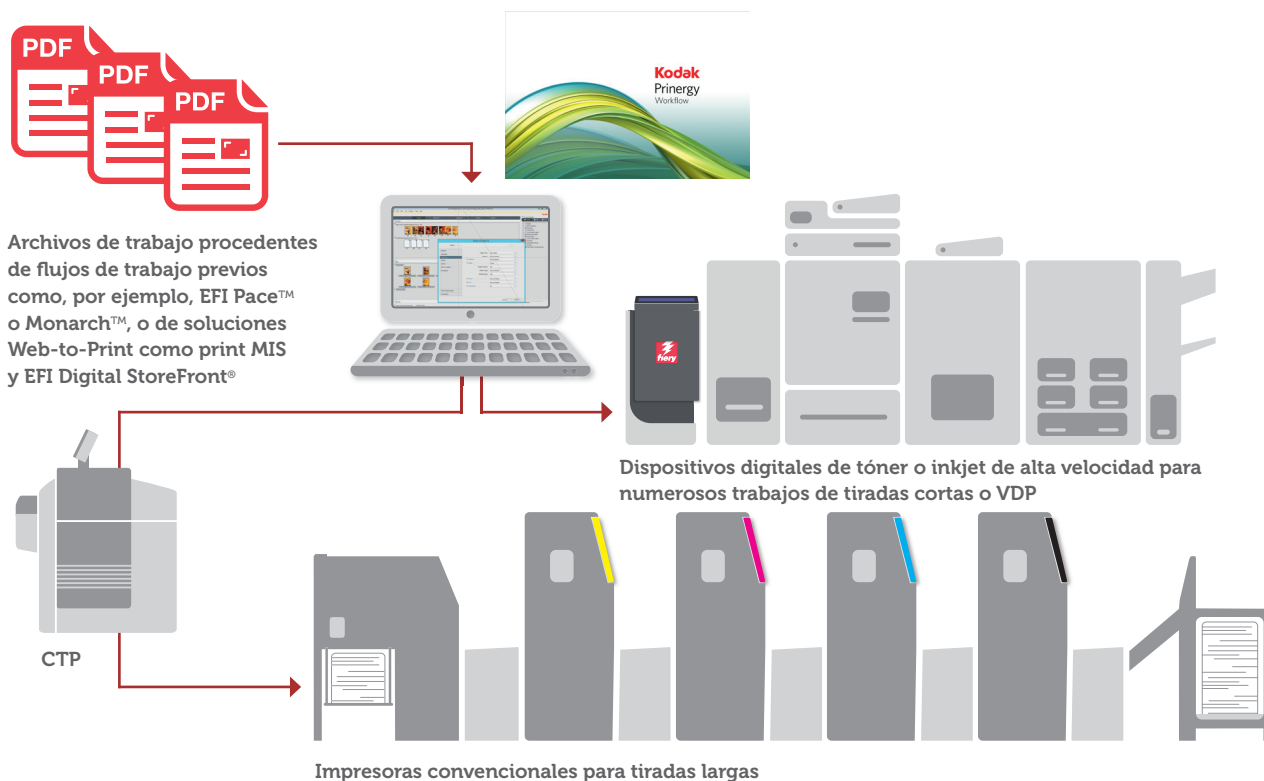 PDF
PDF
PDF
Kodak
Prinergy
Workflow
Archivos de trabajo procedentes
de flujos de trabajo previos
como, por ejemplo, EFI Pace™
o Monarch™, o de soluciones
Web-to-Print como print MIS
y EFI Digital StoreFront®
fiery
Dispositivos digitales de tóner o inkjet de alta velocidad para
numerosos trabajos de tiradas cortas o VDP
CTP
Impresoras convencionales para tiradas largas